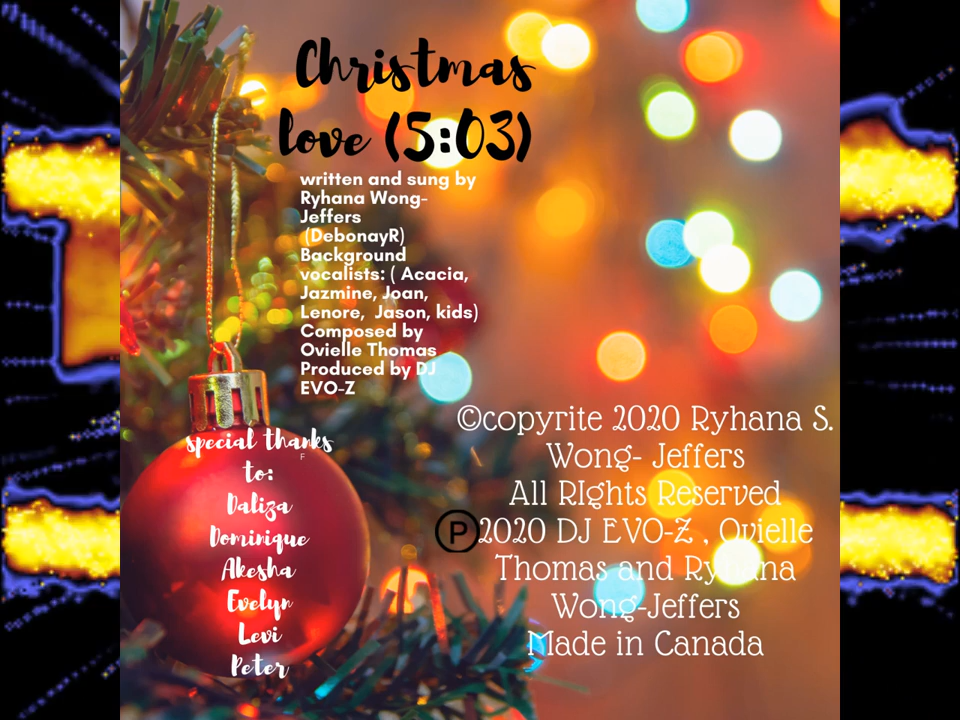 Christmas
love (5:03)
written and sung by
Ryhana Wong-
Jeffers
(DebonayR)
Background
vocalists: ( Acacia,
Jazmine, Joan,
Lenore, Jason, kids)
Composed by
Ovielle Thomas
Produced by DJ
EVO-Z
special thanks
F
to:
Daliza
Dominique
Akesha
Evelyn
Levi
Peter
©copyrite 2020 Ryhana S.
Wong- Jeffers
All RIghts Reserved
℗2020 DJ EVO-Z , Ovielle
Thomas and Ryhana
Wong-Jeffers
Made in Canada